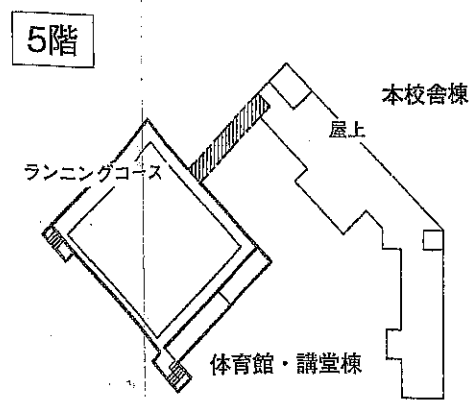 5階
本校舎棟
屋上
ランニングコース
体育館・講堂棟